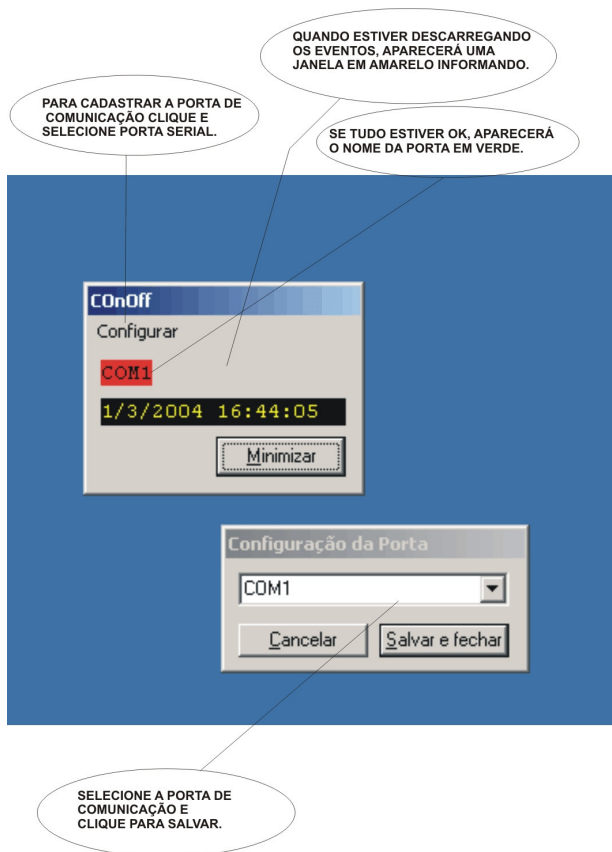 QUANDO ESTIVER DESCARREGANDO
OS EVENTOS, APARECERÁ UMA
JANELA EM AMARELO INFORMANDO.
PARA CADASTRAR A PORTA DE
COMUNICAÇÃO CLIQUE E
SELECIONE PORTA SERIAL.
SE TUDO ESTIVER OK, APARECERÁ
O NOME DA PORTA EM VERDE.
COnOff
Configurar
COM1
1/3/2004 16:44:05
Minimizar
Configuração da Porta
COM1
Cancelar
Salvar e fechar
SELECIONE A PORTA DE
COMUNICAÇÃO E
CLIQUE PARA SALVAR.